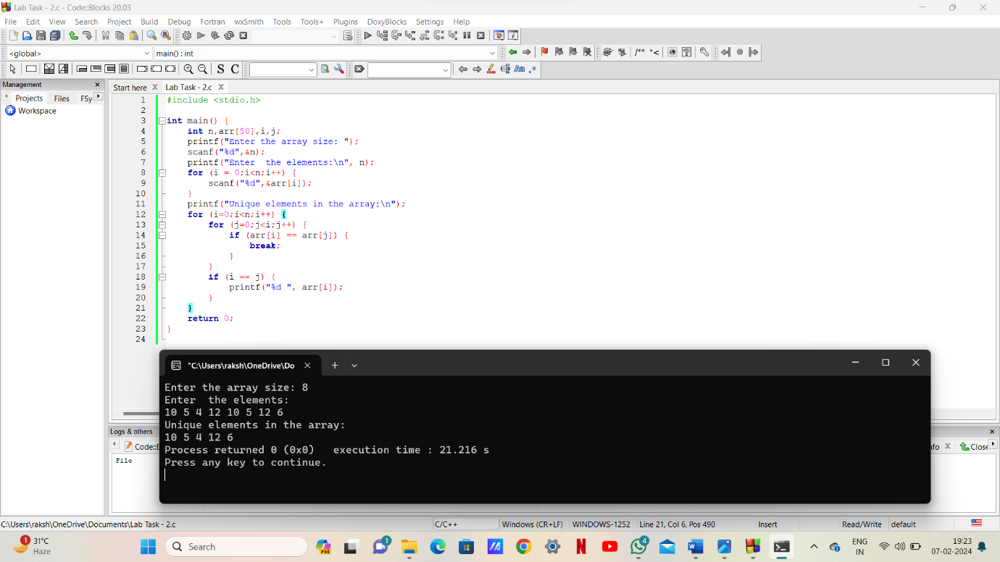 Lab Task - 2.c - Code::Blocks 20.03
File Edit View Search Project Build Debug Fortran wxSmith Tools Tools+ Plugins DoxyBlocks Settings Help
<global> main() : int
/** *<
S C
Aa .*
Management
Projects Files FSy
Workspace
Start here Lab Task - 2.c
1 #include <stdio.h>
2
3 int main() {
4 int n,arr[50],i,j;
5 printf("Enter the array size: ");
6 scanf("%d",&n);
7 printf("Enter  the elements:\n", n);
8 for (i = 0;i<n;i++) {
9 scanf("%d",&arr[i]);
10 }
11 printf("Unique elements in the array:\n");
12 for (i=0;i<n;i++) {
13 for (j=0;j<i;j++) {
14 if (arr[i] == arr[j]) {
15 break;
16 }
17 }
18 if (i == j) {
19 printf("%d ", arr[i]);
20 }
21 }
22 return 0;
23 }
24
"C:\Users\raksh\OneDrive\Do
Enter the array size: 8
Enter  the elements:
10 5 4 12 10 5 12 6
Unique elements in the array:
10 5 4 12 6
Process returned 0 (0x0)   execution time : 21.216 s
Press any key to continue.
Logs & others
Code::
File
Close
C:\Users\raksh\OneDrive\Documents\Lab Task - 2.c C/C++ Windows (CR+LF) WINDOWS-1252 Line 21, Col 6, Pos 490 Insert Read/Write default
1 31°C
Haze
Search
PRE
1
4
ENG
IN
19:23
07-02-2024